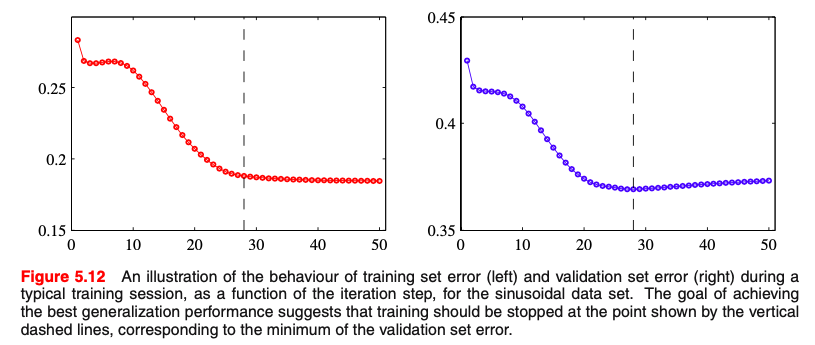 0.25
0.2
0.15
0 10 20 30 40 50
0.45
0.4
0.35
0 10 20 30 40 50
Figure 5.12 An illustration of the behaviour of training set error (left) and validation set error (right) during a
typical training session, as a function of the iteration step, for the sinusoidal data set. The goal of achieving
the best generalization performance suggests that training should be stopped at the point shown by the vertical
dashed lines, corresponding to the minimum of the validation set error.